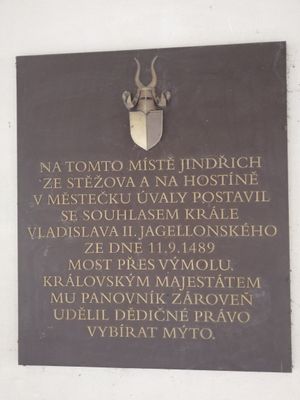 NA TOMTO MÍSTĚ JINDŘICH
ZE STĚŽOVA A NA HOSTÍNĚ
V MĚSTEČKU ÚVALY POSTAVIL
SE SOUHLASEM KRÁLE
VLADISLAVA II. JAGELLONSKÉHO
ZE DNE 11.9.1489
MOST PŘES VÝMOLU.
KRÁLOVSKÝM MAJESTÁTEM
MU PANOVNÍK ZÁROVEŇ
UDĚLIL DĚDIČNÉ PRÁVO
VYBÍRAT MÝTO.